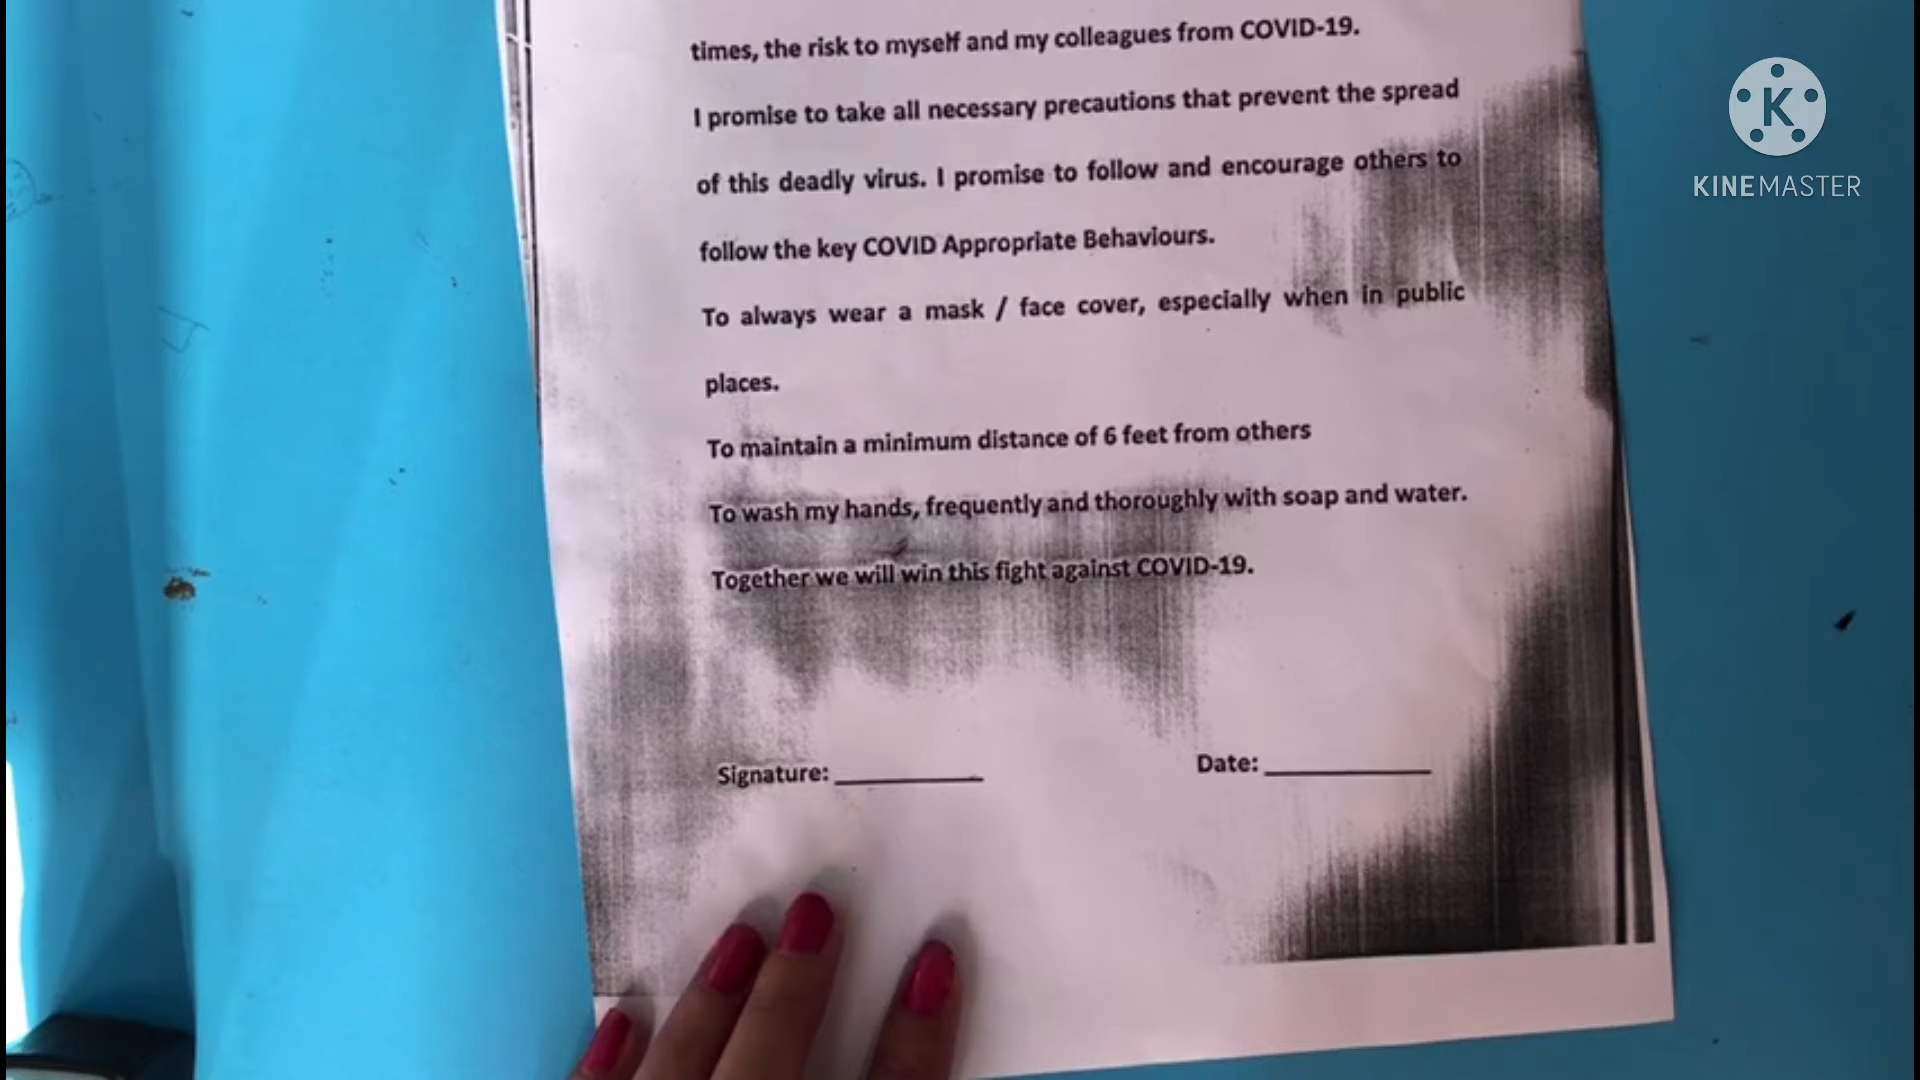 times, the risk to myself and my colleagues from COVID-19.
I promise to take all necessary precautions that prevent the spread
of this deadly virus. I promise to follow and encourage others to
follow the key COVID Appropriate Behaviours.
To always wear a mask / face cover, especially when in public
places.
To maintain a minimum distance of 6 feet from others
To wash my hands, frequently and thoroughly with soap and water.
Together we will win this fight against COVID-19.
Signature: __________ Date: ___________
K
KINEMASTER